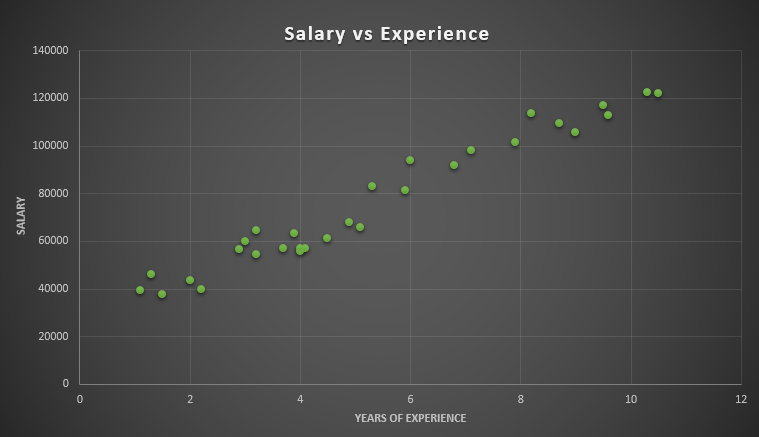 Salary vs Experience
140000
120000
100000
80000
60000
40000
20000
0
SALARY
0 2 4 6 8 10 12
YEARS OF EXPERIENCE